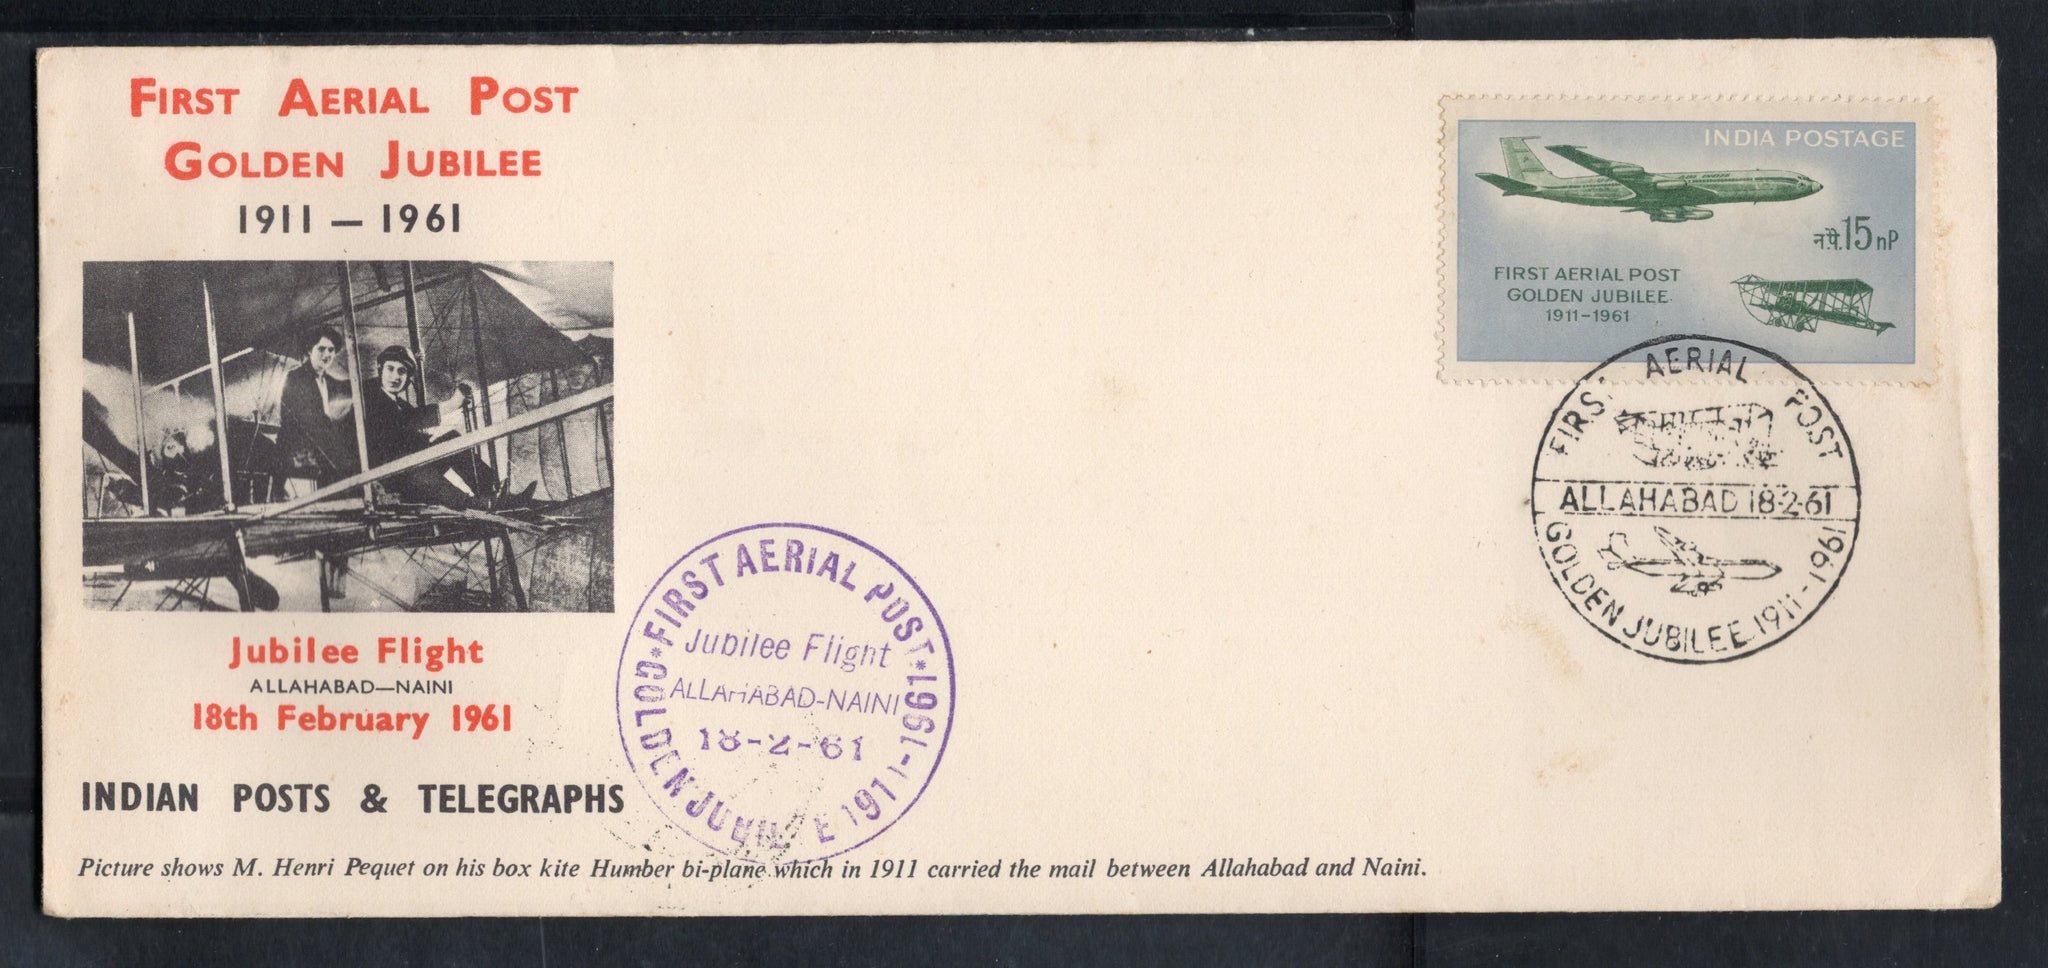 FIRST AERIAL POST
GOLDEN JUBILEE
1911 — 1961
Jubilee Flight
ALLAHABAD—NAINI
18th February 1961
INDIAN POSTS & TELEGRAPHS
Picture shows M. Henri Pequet on his box kite Humber bi-plane which in 1911 carried the mail between Allahabad and Naini.
FIRST AERIAL POST
Jubilee Flight
ALLAHABAD-NAINI
18-2-61
GOLDEN JUBILEE 1911-1961
INDIA POSTAGE
AIR INDIA
न.पै.15 nP
FIRST AERIAL POST
GOLDEN JUBILEE
1911-1961
FIRST AERIAL POST
ALLAHABAD 18-2-61
GOLDEN JUBILEE 1911-1961